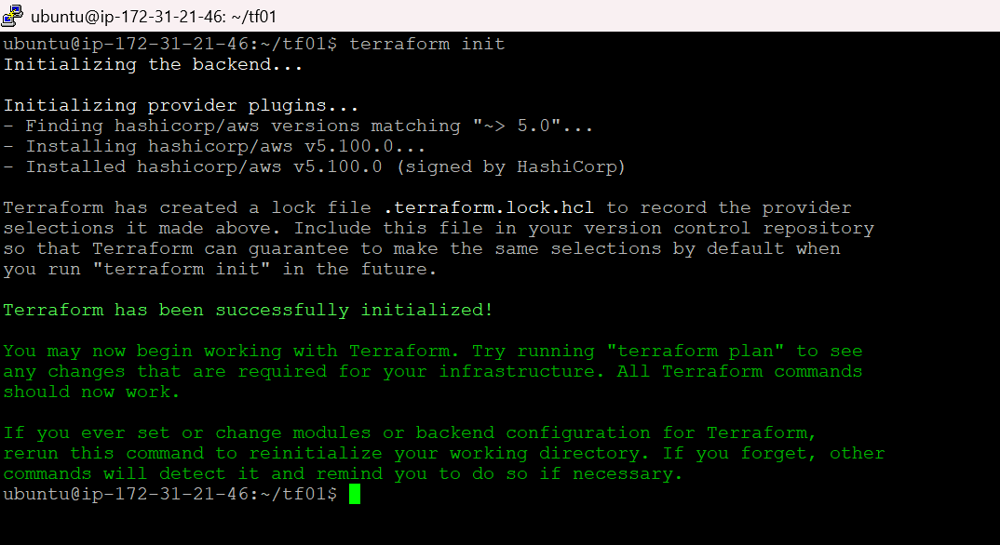 ubuntu@ip-172-31-21-46: ~/tf01
ubuntu@ip-172-31-21-46:~/tf01$ terraform init
Initializing the backend...
Initializing provider plugins...
- Finding hashicorp/aws versions matching "~> 5.0"...
- Installing hashicorp/aws v5.100.0...
- Installed hashicorp/aws v5.100.0 (signed by HashiCorp)
Terraform has created a lock file .terraform.lock.hcl to record the provider
selections it made above. Include this file in your version control repository
so that Terraform can guarantee to make the same selections by default when
you run "terraform init" in the future.
Terraform has been successfully initialized!
You may now begin working with Terraform. Try running "terraform plan" to see
any changes that are required for your infrastructure. All Terraform commands
should now work.
If you ever set or change modules or backend configuration for Terraform,
rerun this command to reinitialize your working directory. If you forget, other
commands will detect it and remind you to do so if necessary.
ubuntu@ip-172-31-21-46:~/tf01$